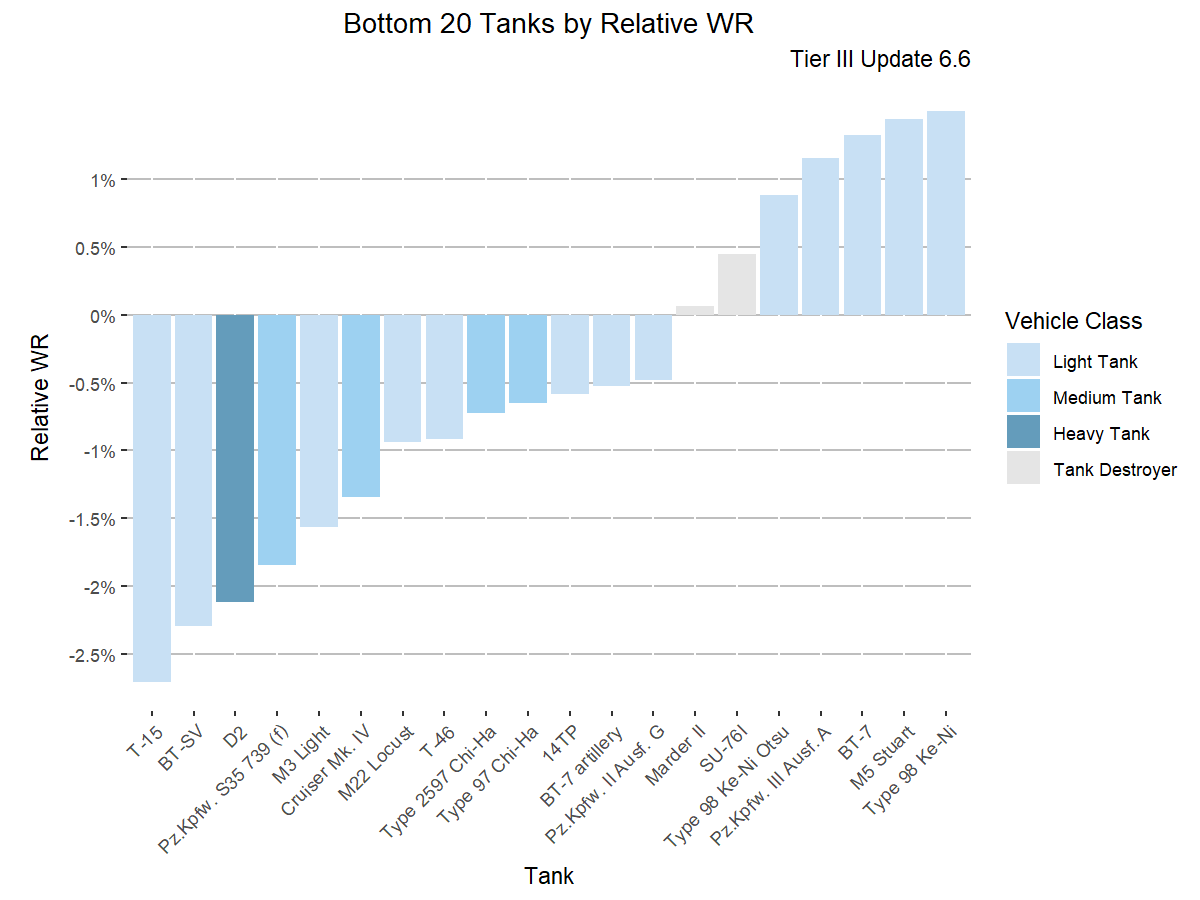 Bottom 20 Tanks by Relative WR
Tier III Update 6.6
1%
0.5%
0%
-0.5%
-1%
-1.5%
-2%
-2.5%
Relative WR
T-15
BT-SV
D2
Pz.Kpfw. S35 739 (f)
M3 Light
Cruiser Mk. IV
M22 Locust
T-46
Type 2597 Chi-Ha
Type 97 Chi-Ha
14TP
BT-7 artillery
Pz.Kpfw. II Ausf. G
Marder II
SU-76I
Type 98 Ke-Ni Otsu
Pz.Kpfw. III Ausf. A
BT-7
M5 Stuart
Type 98 Ke-Ni
Tank
Vehicle Class
Light Tank
Medium Tank
Heavy Tank
Tank Destroyer